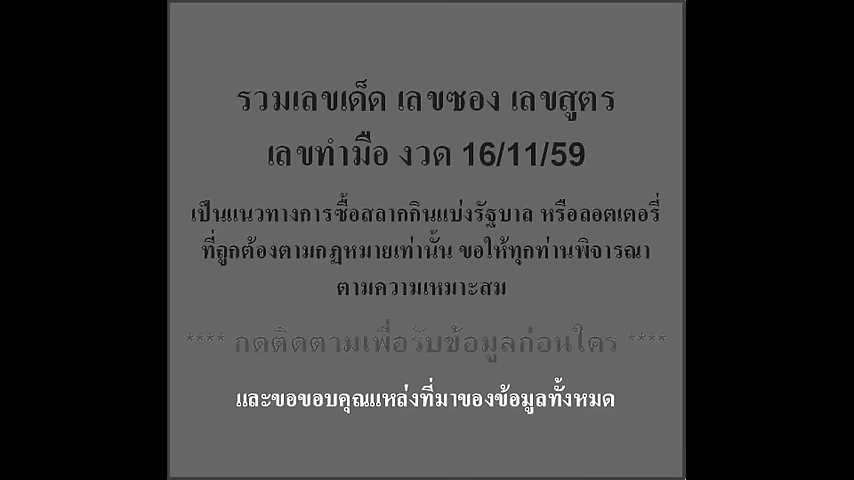 รวมเลขเด็ด เลขซอง เลขสูตร
เลขทำมือ งวด 16/11/59
เป็นแนวทางการซื้อสลากกินแบ่งรัฐบาล หรือลอตเตอรี่
ที่ถูกต้องตามกฎหมายเท่านั้น ขอให้ทุกท่านพิจารณา
ตามความเหมาะสม
**** กดติดตามเพื่อรับข้อมูลก่อนใคร ****
และขอขอบคุณแหล่งที่มาของข้อมูลทั้งหมด